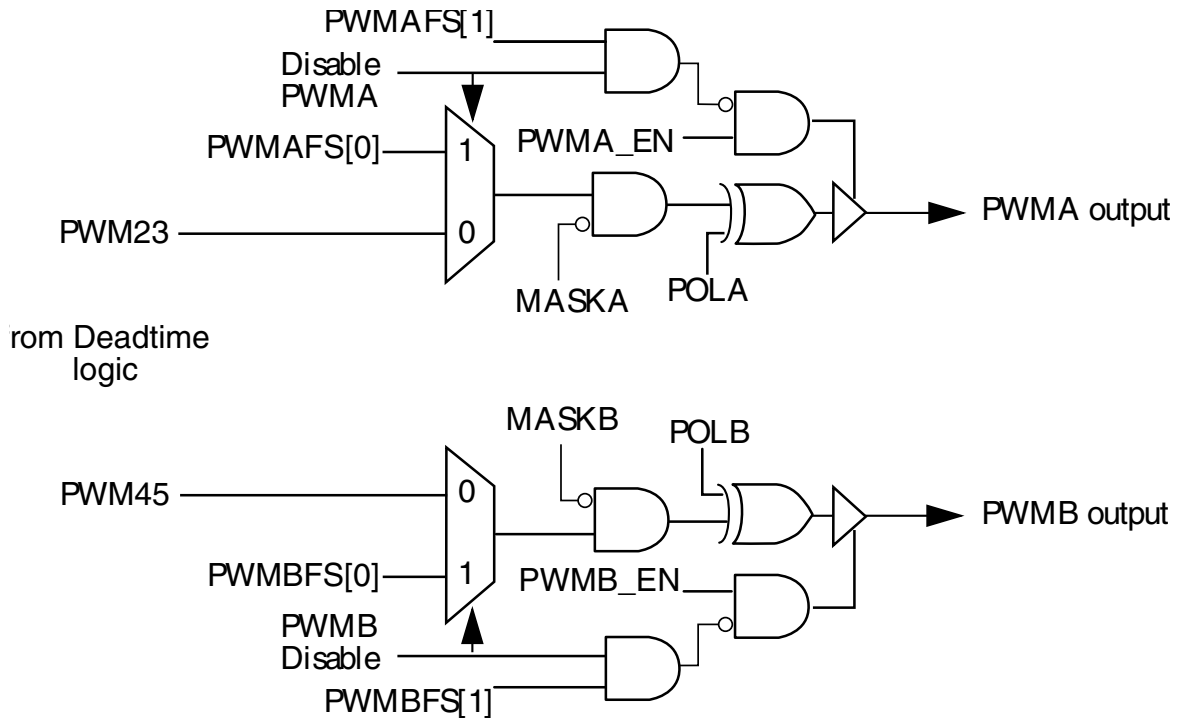 PWMAFS[1]
Disable
PWMA
PWMAFS[0]
1
PWMA_EN
PWM23
0
PWMA output
MASKA
POLA
rom Deadtime
logic
MASKB
POLB
PWM45
0
PWMB output
PWMBFS[0]
1
PWMB_EN
PWMB
Disable
PWMBFS[1]